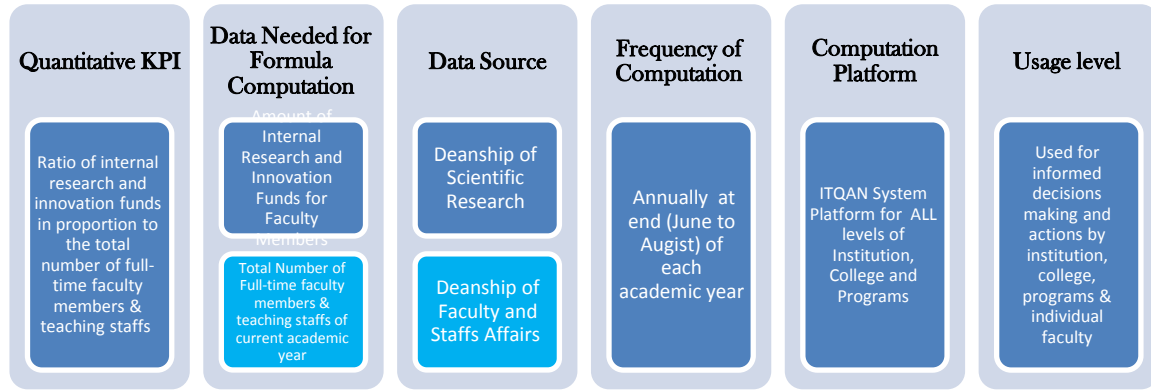 Quantitative KPI
Ratio of internal
research and
innovation funds
in proportion to
the total
number of full-
time faculty
members &
teaching staffs
Data Needed for
Formula
Computation
Amount of
Internal
Research and
Innovation
Funds for
Faculty
Members
Total Number of
Full-time faculty
members &
teaching staffs of
current academic
year
Data Source
Deanship of
Scientific
Research
Deanship of
Faculty and
Staffs Affairs
Frequency of
Computation
Annually at
end (June to
Augist) of
each
academic year
Computation
Platform
ITQAN System
Platform for ALL
levels of
Institution,
College and
Programs
Usage level
Used for
informed
decisions
making and
actions by
institution,
college,
programs &
individual
faculty